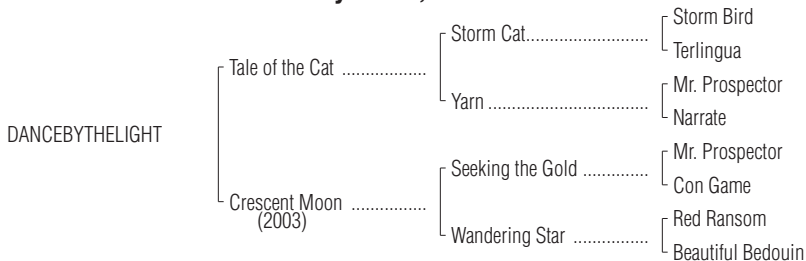 Storm Bird
Storm Cat..............................
Terlingua
Tale of the Cat ..................
Mr. Prospector
Yarn ......................................
Narrate
DANCEBYTHELIGHT
Mr. Prospector
Seeking the Gold ..............
Con Game
Crescent Moon ................
(2003)
Red Ransom
Wandering Star ................
Beautiful Bedouin